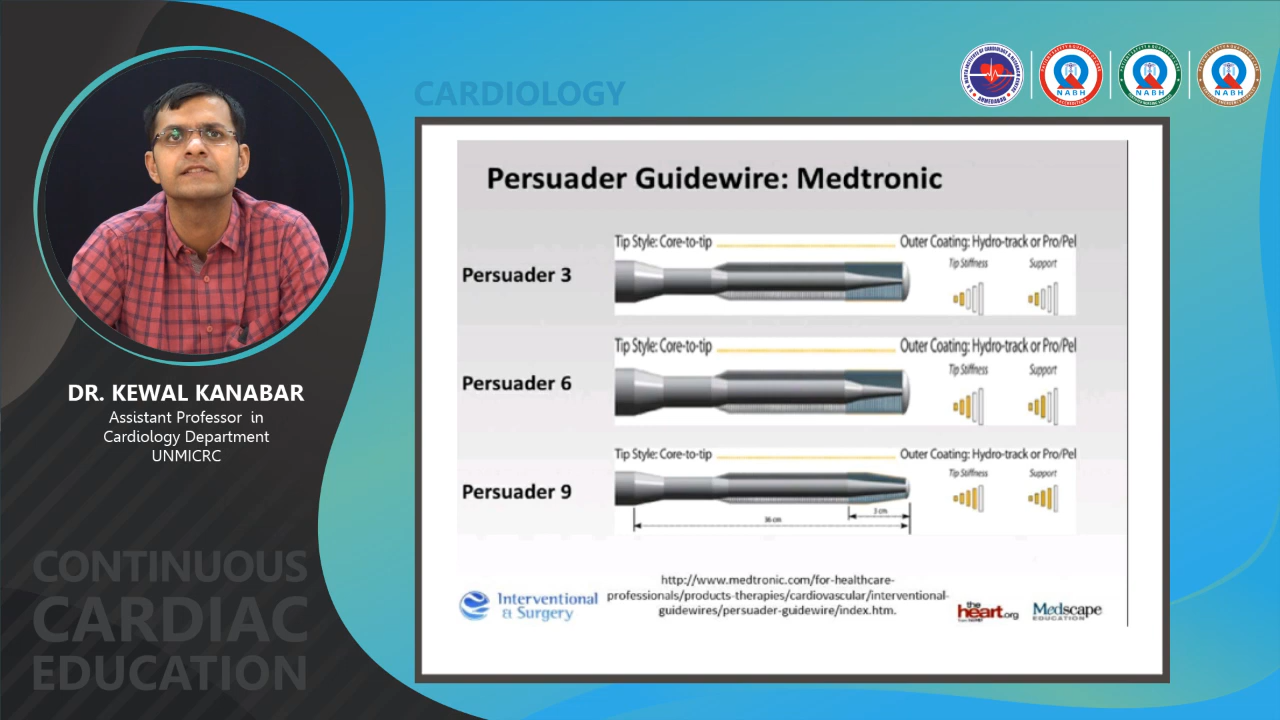 CARDIOLOGY
NABH
NABH
NABH
Persuader Guidewire: Medtronic
Tip Style: Core-to-tip
Outer Coating: Hydro-track or Pro/Pel
Persuader 3
Tip Stiffness
Support
Tip Style: Core-to-tip
Outer Coating: Hydro-track or Pro/Pel
Persuader 6
Tip Stiffness
Support
Tip Style: Core-to-tip
Outer Coating: Hydro-track or Pro/Pel
Persuader 9
Tip Stiffness
Support
3 cm
36 cm
http://www.medtronic.com/for-healthcare-
professionals/products-therapies/cardiovascular/interventional-
guidewires/persuader-guidewire/index.htm.
Interventional
& Surgery
the
heart.org
Medscape
EDUCATION
DR. KEWAL KANABAR
Assistant Professor in
Cardiology Department
UNMICRC
CONTINUOUS
CARDIAC
EDUCATION